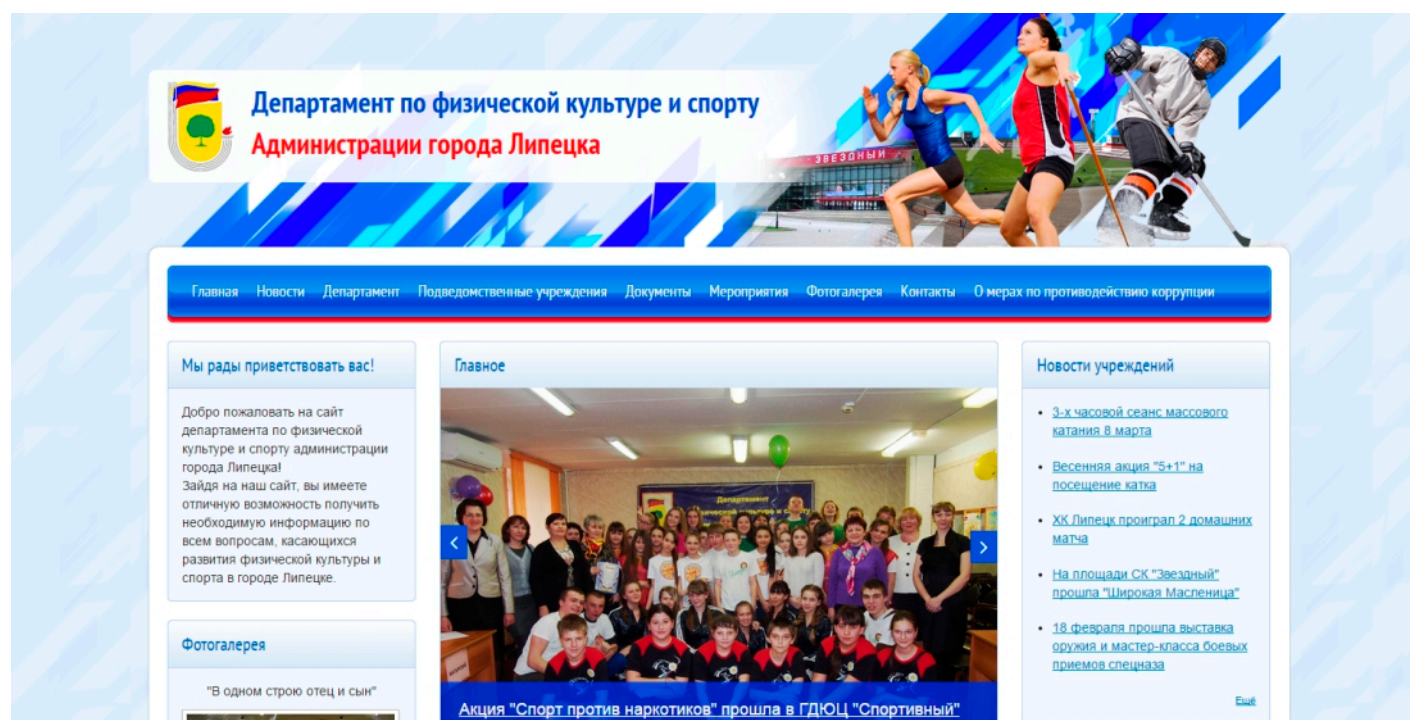 Департамент по физической культуре и спорту
Администрации города Липецка
ЗВЕЗДНЫЙ
Главная Новости Департамент Подведомственные учреждения Документы Мероприятия Фотогалерея Контакты О мерах по противодействию коррупции
Мы рады приветствовать вас!
Добро пожаловать на сайт
департамента по физической
культуре и спорту администрации
города Липецка!
Зайдя на наш сайт, вы имеете
отличную возможность получить
необходимую информацию по
всем вопросам, касающихся
развития физической культуры и
спорта в городе Липецке.
Фотогалерея
"В одном строю отец и сын"
Главное
Департамент
физической культуре и спорту
Акция "Спорт против наркотиков" прошла в ГДЮЦ "Спортивный"
Новости учреждений
3-х часовой сеанс массового
катания 8 марта
Весенняя акция "5+1" на
посещение катка
ХК Липецк проиграл 2 домашних
матча
На площади СК "Звездный"
прошла "Широкая Масленица"
18 февраля прошла выставка
оружия и мастер-класса боевых
приемов спецназа
Ещё